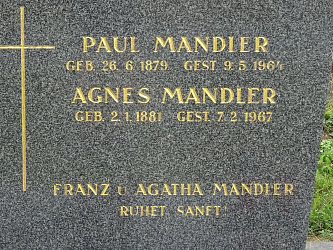 PAUL MANDLER
GEB. 26.6.1879 GEST. 9.5.1964
AGNES MANDLER
GEB. 2.1.1881 GEST. 7.2.1967
FRANZ u AGATHA MANDLER
RUHET SANFT!